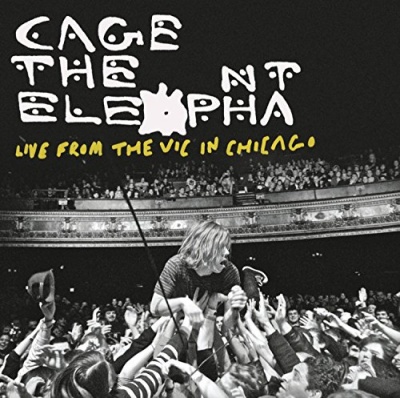 CAGE
THE NT
ELEPHA
LIVE FROM THE VIC IN CHICAGO